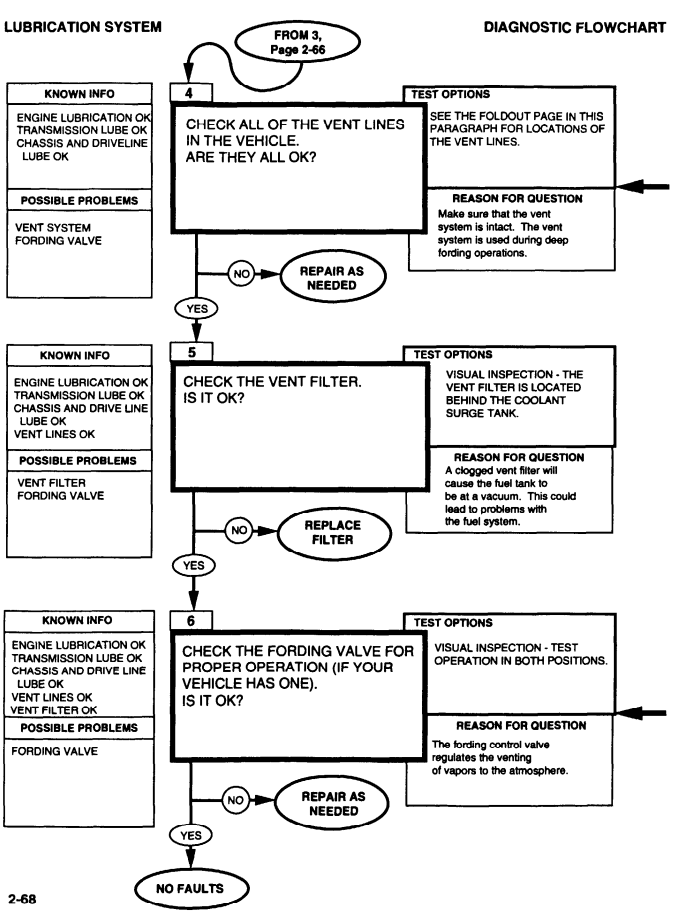 LUBRICATION SYSTEM
DIAGNOSTIC FLOWCHART
FROM 3,
Page 2-66
KNOWN INFO
ENGINE LUBRICATION OK
TRANSMISSION LUBE OK
CHASSIS AND DRIVELINE
LUBE OK
POSSIBLE PROBLEMS
VENT SYSTEM
FORDING VALVE
4
CHECK ALL OF THE VENT LINES
IN THE VEHICLE.
ARE THEY ALL OK?
TEST OPTIONS
SEE THE FOLDOUT PAGE IN THIS
PARAGRAPH FOR LOCATIONS OF
THE VENT LINES.
REASON FOR QUESTION
Make sure that the vent
system is intact. The vent
system is used during deep
fording operations.
NO
REPAIR AS
NEEDED
YES
KNOWN INFO
ENGINE LUBRICATION OK
TRANSMISSION LUBE OK
CHASSIS AND DRIVE LINE
LUBE OK
VENT LINES OK
POSSIBLE PROBLEMS
VENT FILTER
FORDING VALVE
5
CHECK THE VENT FILTER.
IS IT OK?
TEST OPTIONS
VISUAL INSPECTION - THE
VENT FILTER IS LOCATED
BEHIND THE COOLANT
SURGE TANK.
REASON FOR QUESTION
A clogged vent filter will
cause the fuel tank to
be at a vacuum. This could
lead to problems with
the fuel system.
NO
REPLACE
FILTER
YES
KNOWN INFO
ENGINE LUBRICATION OK
TRANSMISSION LUBE OK
CHASSIS AND DRIVE LINE
LUBE OK
VENT LINES OK
VENT FILTER OK
POSSIBLE PROBLEMS
FORDING VALVE
6
CHECK THE FORDING VALVE FOR
PROPER OPERATION (IF YOUR
VEHICLE HAS ONE).
IS IT OK?
TEST OPTIONS
VISUAL INSPECTION - TEST
OPERATION IN BOTH POSITIONS.
REASON FOR QUESTION
The fording control valve
regulates the venting
of vapors to the atmosphere.
NO
REPAIR AS
NEEDED
YES
NO FAULTS
2-68